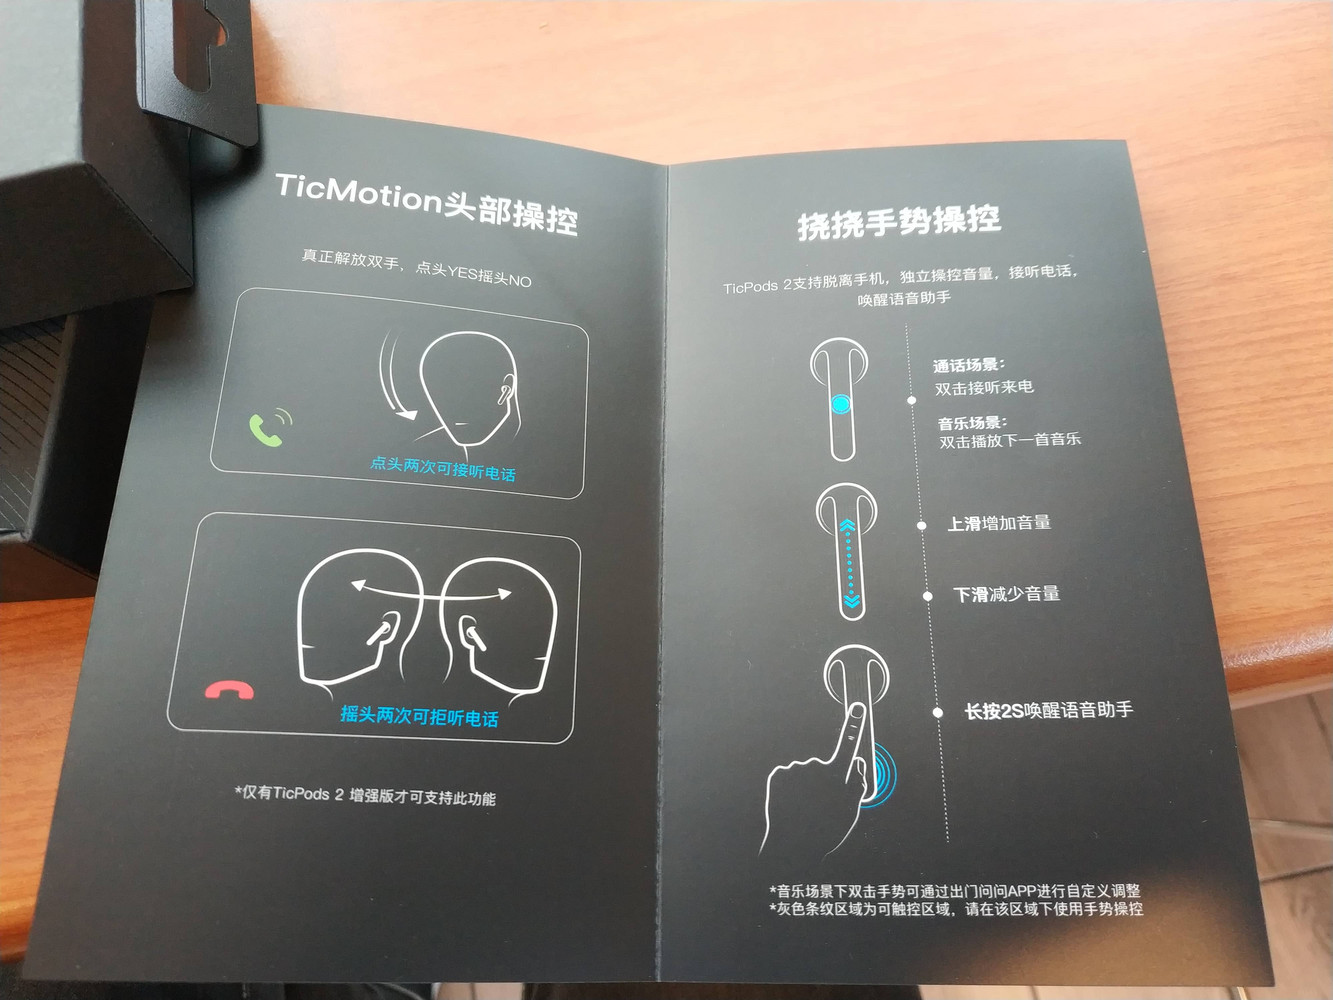 TicMotion头部操控
真正解放双手，点头YES摇头NO
点头两次可接听电话
摇头两次可拒听电话
*仅有TicPods 2 增强版才可支持此功能
挠挠手势操控
TicPods 2支持脱离手机，独立操控音量，接听电话，
唤醒语音助手
通话场景：
双击接听来电
音乐场景：
双击播放下一首音乐
上滑增加音量
下滑减少音量
长按2S唤醒语音助手
*音乐场景下双击手势可通过出门问问APP进行自定义调整
*灰色条纹区域为可触控区域，请在该区域下使用手势操控